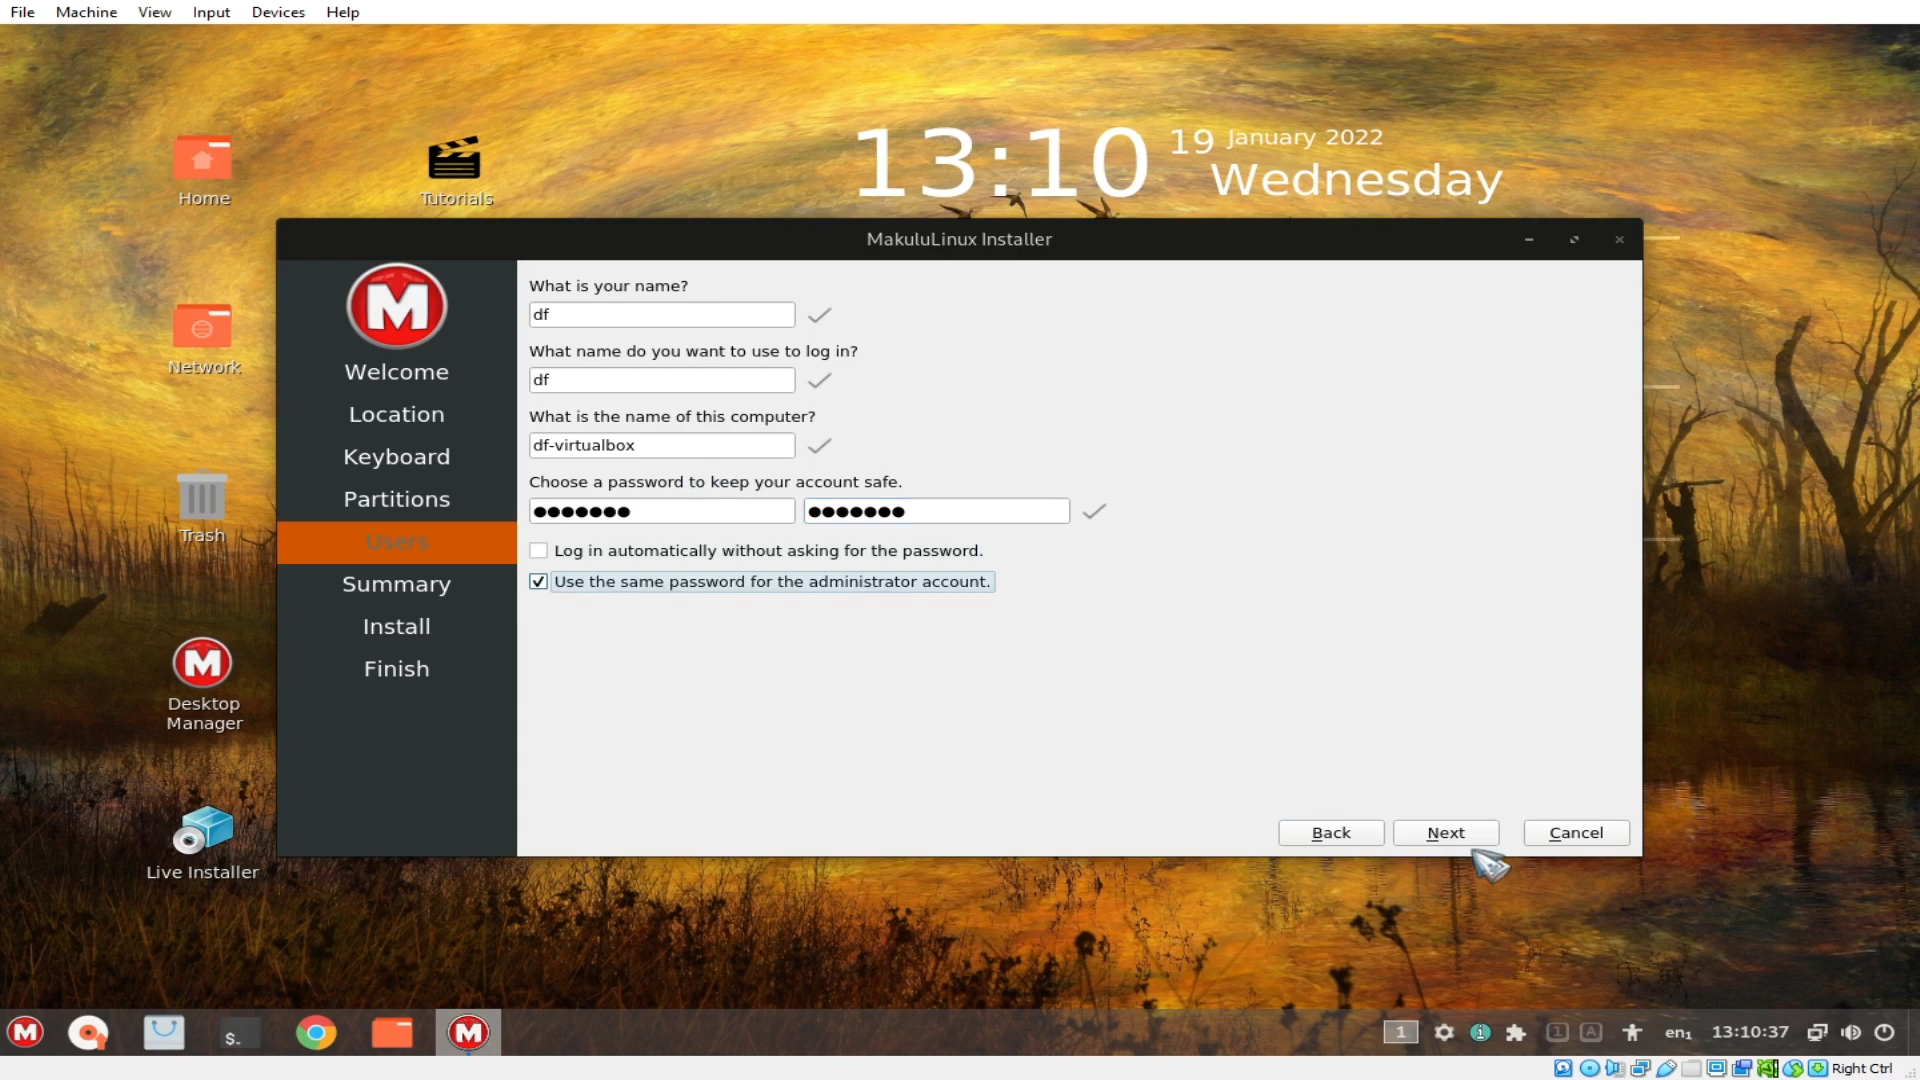 File Machine View Input Devices Help
13:10 19 January 2022
Wednesday
Home
Tutorials
Network
Trash
Desktop
Manager
Live Installer
MakuluLinux Installer
M
Welcome
Location
Keyboard
Partitions
Users
Summary
Install
Finish
What is your name?
df
What name do you want to use to log in?
df
What is the name of this computer?
df-virtualbox
Choose a password to keep your account safe.
●●●●●●● ●●●●●●●
Log in automatically without asking for the password.
Use the same password for the administrator account.
Back Next Cancel
M
M $_ M 1 1 A en1 13:10:37
Right Ctrl